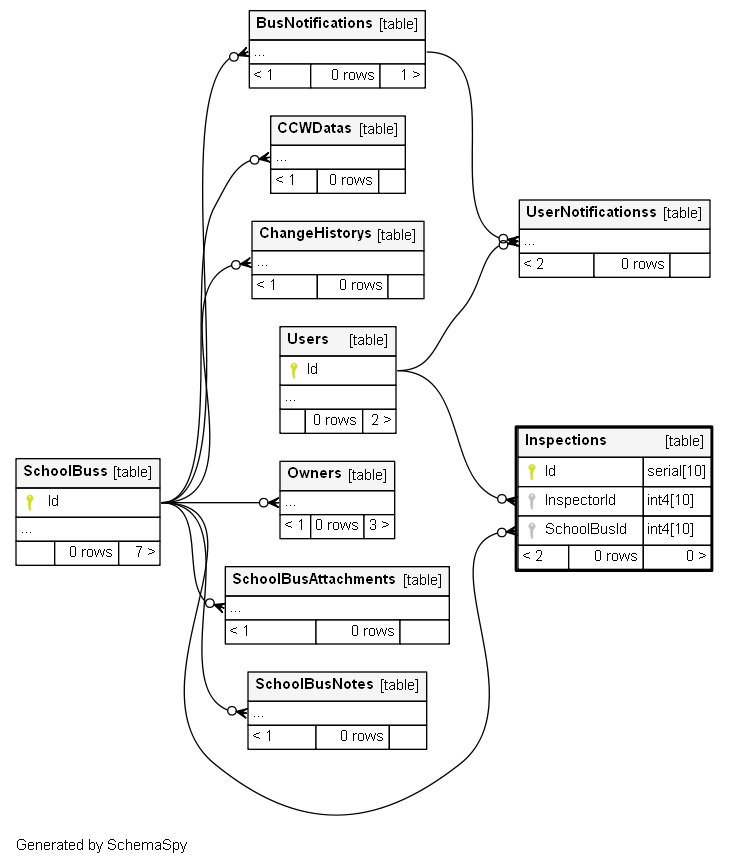 BusNotifications [table]
...
< 1 0 rows 1 >
CCWDatas [table]
...
< 1 0 rows
ChangeHistorys [table]
...
< 1 0 rows
UserNotificationss [table]
...
< 2 0 rows
Users [table]
Id
...
0 rows 2 >
Inspections [table]
Id serial[10]
InspectorId int4[10]
SchoolBusId int4[10]
< 2 0 rows 0 >
SchoolBuss [table]
Id
...
0 rows 7 >
Owners [table]
...
< 1 0 rows 3 >
SchoolBusAttachments [table]
...
< 1 0 rows
SchoolBusNotes [table]
...
< 1 0 rows
Generated by SchemaSpy